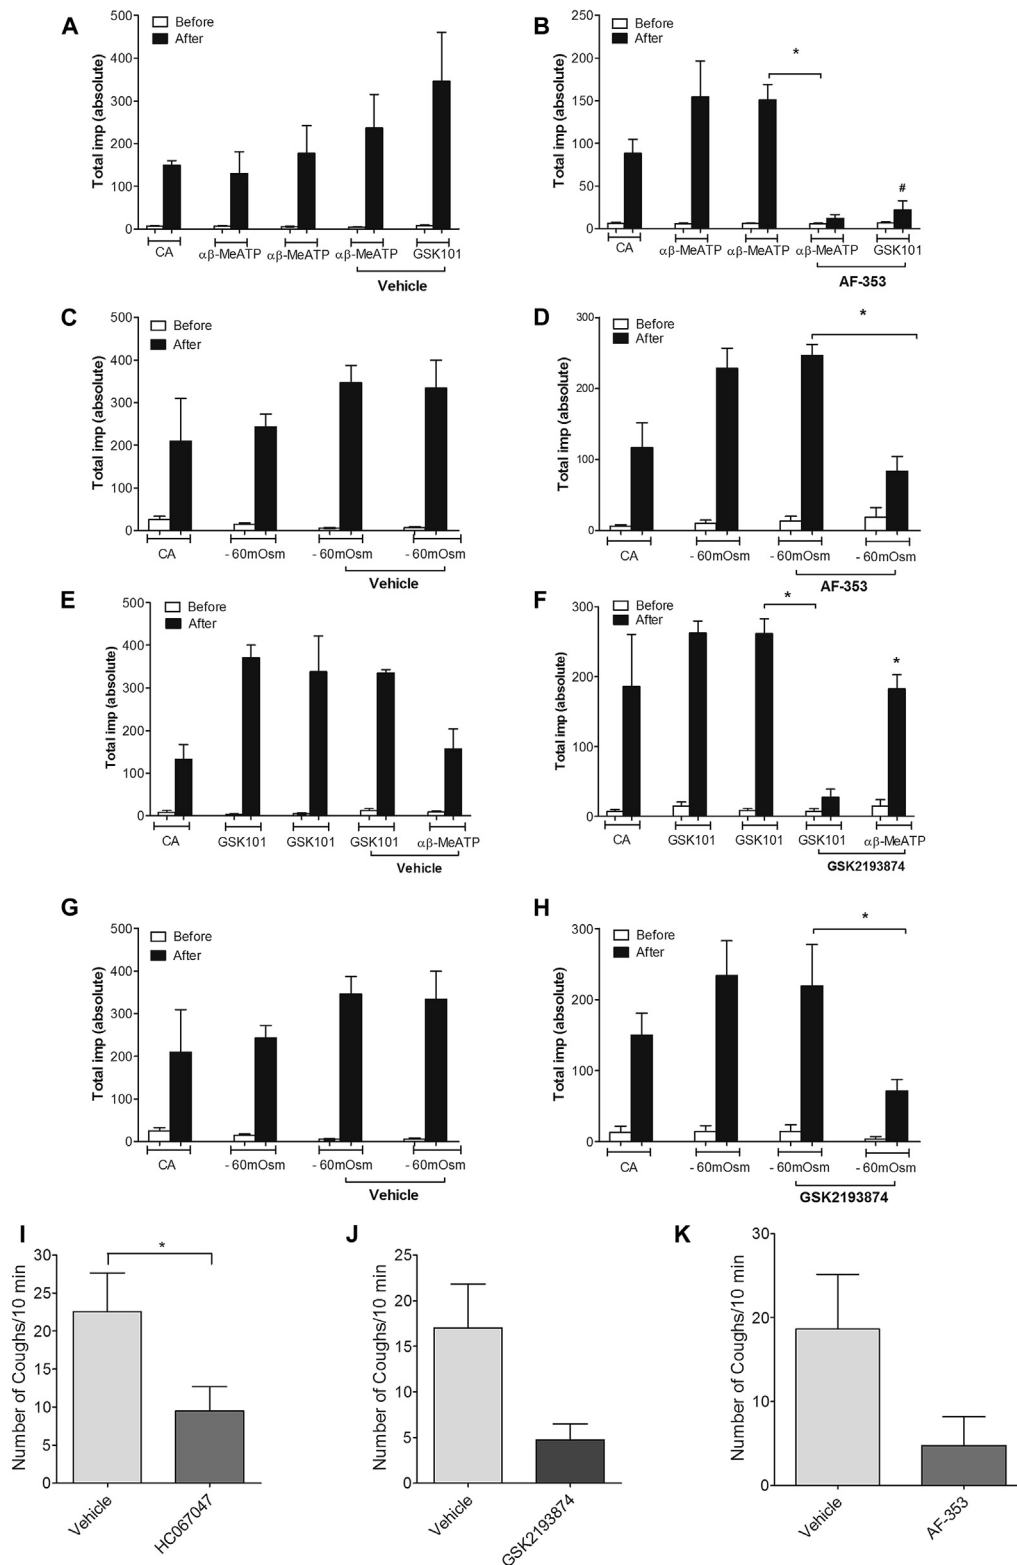 A
Before
After
Total imp (absolute)
500
400
300
200
100
0
CA
αβ-MeATP
αβ-MeATP
αβ-MeATP
GSK101
Vehicle
B
Before
After
Total imp (absolute)
250
200
150
100
50
0
*
#
CA
αβ-MeATP
αβ-MeATP
αβ-MeATP
GSK101
AF-353
C
Before
After
Total imp (absolute)
500
400
300
200
100
0
CA
- 60mOsm
- 60mOsm
- 60mOsm
Vehicle
D
Before
After
Total imp (absolute)
300
200
100
0
*
CA
- 60mOsm
- 60mOsm
- 60mOsm
AF-353
E
Before
After
Total imp (absolute)
500
400
300
200
100
0
CA
GSK101
GSK101
GSK101
αβ-MeATP
Vehicle
F
Before
After
Total imp (absolute)
300
200
100
0
*
*
CA
GSK101
GSK101
GSK101
αβ-MeATP
GSK2193874
G
Before
After
Total imp (absolute)
500
400
300
200
100
0
CA
- 60mOsm
- 60mOsm
- 60mOsm
Vehicle
H
Before
After
Total imp (absolute)
300
200
100
0
*
CA
- 60mOsm
- 60mOsm
- 60mOsm
GSK2193874
I
Number of Coughs/10 min
30
25
20
15
10
5
0
*
Vehicle
HC067047
J
Number of Coughs/10 min
25
20
15
10
5
0
Vehicle
GSK2193874
K
Number of Coughs/10 min
30
20
10
0
Vehicle
AF-353